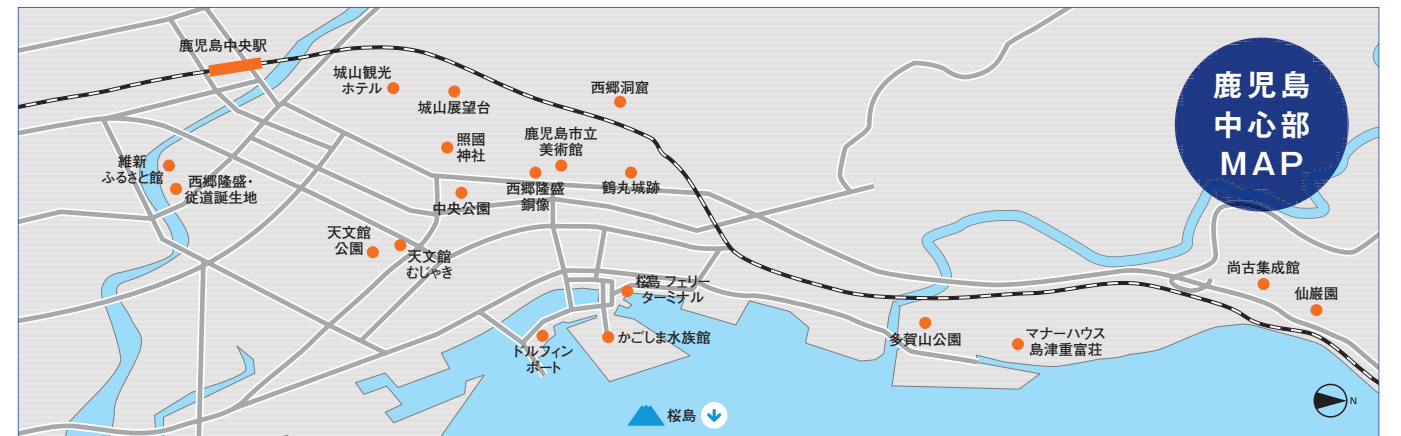 鹿児島中央駅
城山観光
ホテル
城山展望台
西郷洞窟
鹿児島
中心部
MAP
照國
神社
鹿児島市立
美術館
維新
ふるさと館
西郷隆盛・
従道誕生地
中央公園
西郷隆盛
銅像
鶴丸城跡
天文館
公園
天文館
むじゃき
桜島 フェリー
ターミナル
尚古集成館
仙巌園
ドルフィン
ポート
かごしま水族館
多賀山公園
マナーハウス
島津重富荘
桜島
N